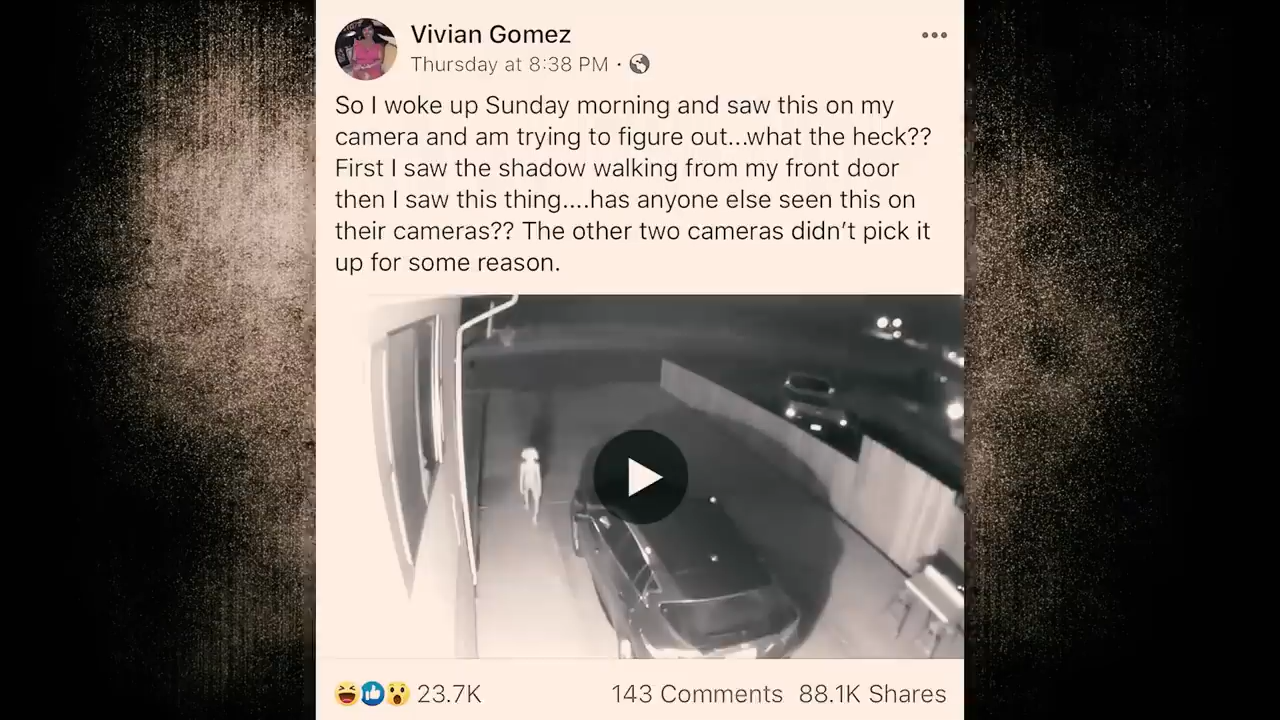 Vivian Gomez
Thursday at 8:38 PM ·
So I woke up Sunday morning and saw this on my
camera and am trying to figure out...what the heck??
First I saw the shadow walking from my front door
then I saw this thing....has anyone else seen this on
their cameras?? The other two cameras didn’t pick it
up for some reason.
23.7K 143 Comments 88.1K Shares